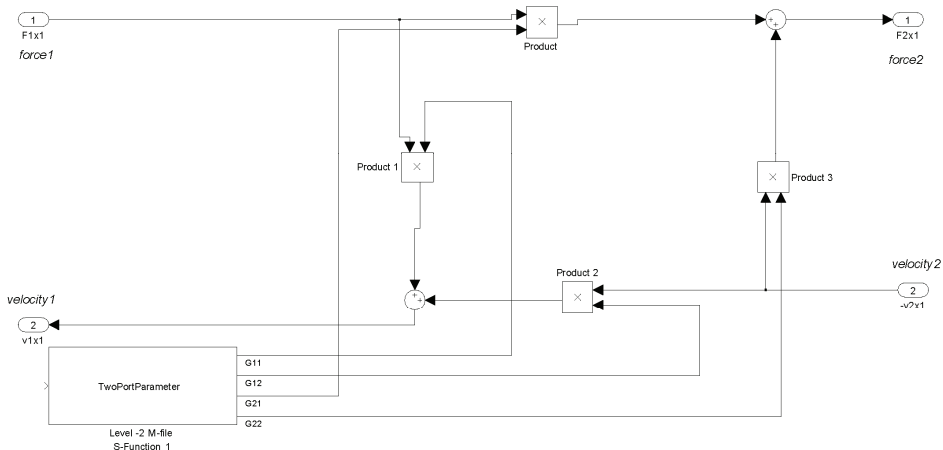 1
F1x1
force1
Product
1
F2x1
force2
Product 1
Product 3
Product 2
velocity2
2
-v2x1
velocity1
2
v1x1
TwoPortParameter
G11
G12
G21
G22
Level -2 M-file
S-Function 1